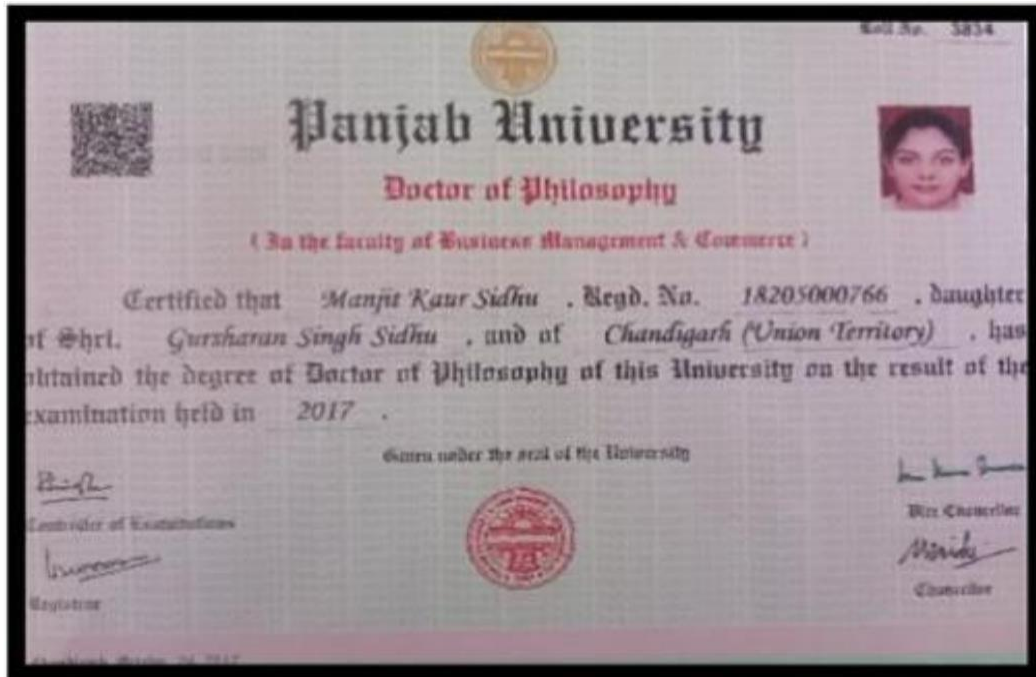 Roll No. 3834
Panjab University
Doctor of Philosophy
( In the faculty of Business Management & Commerce )
Certified that Manjit Kaur Sidhu , Regd. No. 18205000766 , daughter
of Shri. Gursharan Singh Sidhu , and of Chandigarh (Union Territory) , has
obtained the degree of Doctor of Philosophy of this University on the result of the
examination held in 2017 .
Given under the seal of the University
Controller of Examinations
Vice Chancellor
Registrar
Chancellor
2017